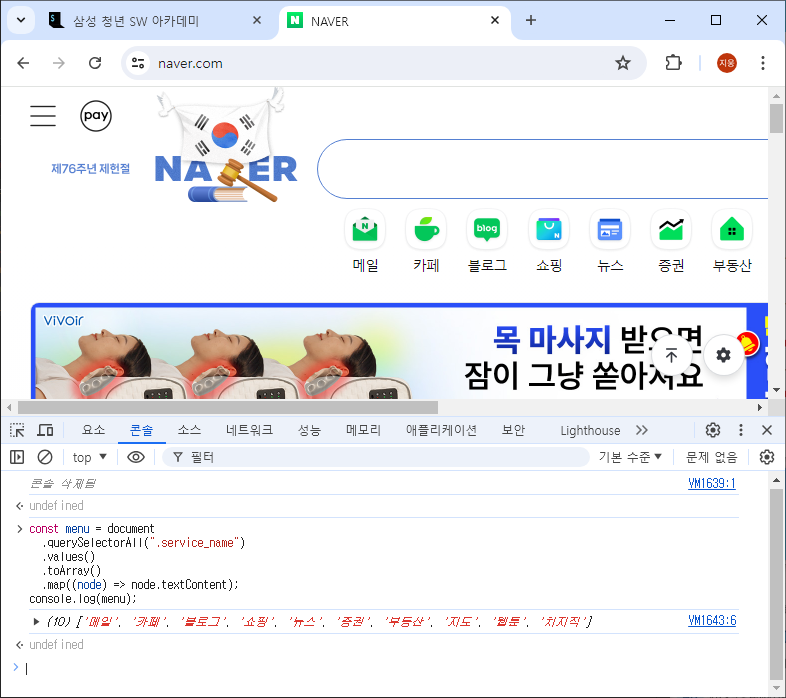 삼성 청년 SW 아카데미
NAVER
naver.com
지웅
pay
제76주년 제헌절
NAVER
N
blog
N
메일
카페
블로그
쇼핑
뉴스
증권
부동산
ViVOir
목 마사지 받으면
잠이 그냥 쏟아져요
요소
콘솔
소스
네트워크
성능
메모리
애플리케이션
보안
Lighthouse
top
필터
기본 수준
문제 없음
콘솔 삭제됨 VM1639:1
undefined
const menu = document
.querySelectorAll(".service_name")
.values()
.toArray()
.map((node) => node.textContent);
console.log(menu);
(10) ['메일', '카페', '블로그', '쇼핑', '뉴스', '증권', '부동산', '지도', '웹툰', '치지직'] VM1643:6
undefined